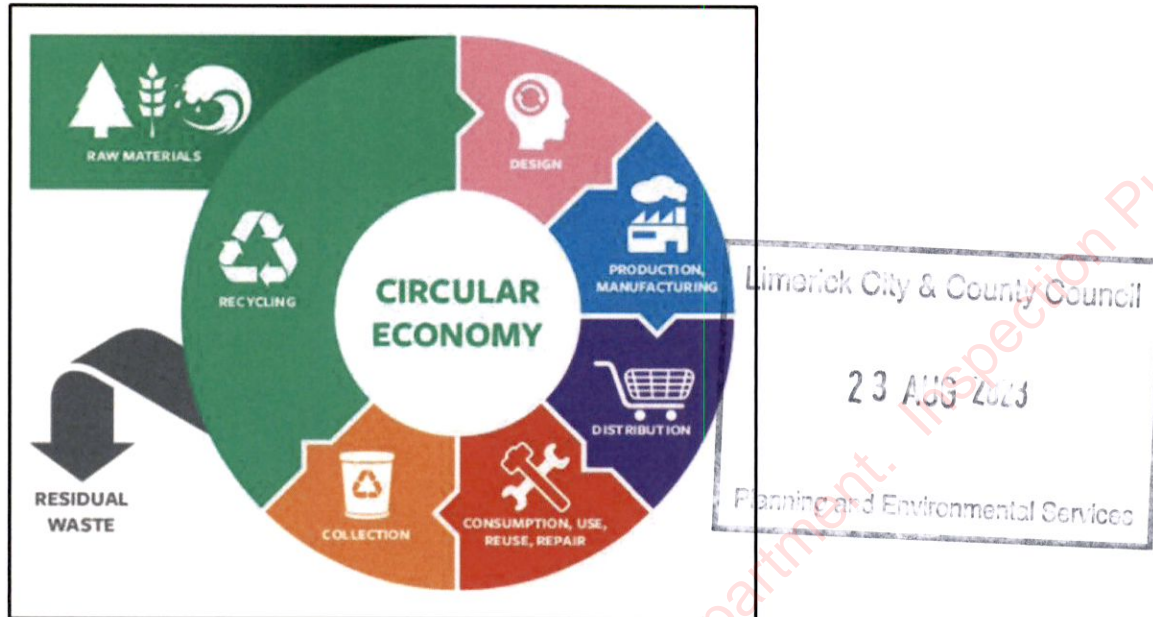 RAW MATERIALS
DESIGN
PRODUCTION,
MANUFACTURING
RECYCLING
CIRCULAR
ECONOMY
DISTRIBUTION
RESIDUAL
WASTE
COLLECTION
CONSUMPTION, USE,
REUSE, REPAIR
Limerick City & County Council
23 AUG 2023
Planning and Environmental Services
Inspection